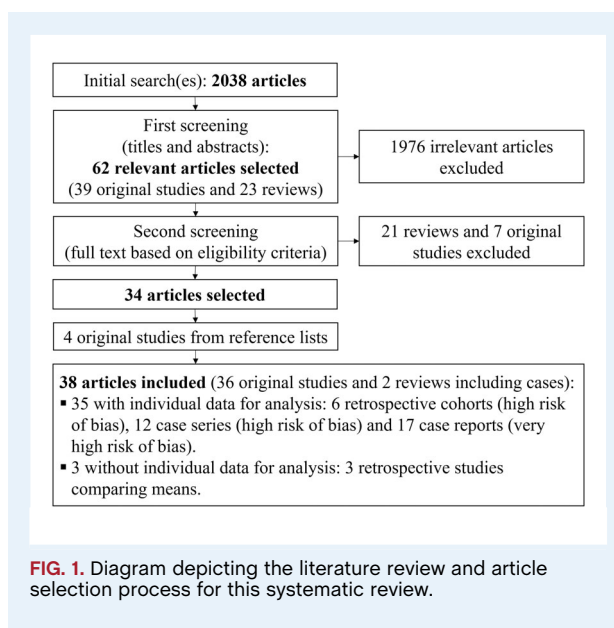 Initial search(es): 2038 articles
First screening
(titles and abstracts):
62 relevant articles selected
(39 original studies and 23 reviews)
1976 irrelevant articles
excluded
Second screening
(full text based on eligibility criteria)
21 reviews and 7 original
studies excluded
34 articles selected
4 original studies from reference lists
38 articles included (36 original studies and 2 reviews including cases):
▪ 35 with individual data for analysis: 6 retrospective cohorts (high risk
of bias), 12 case series (high risk of bias) and 17 case reports (very
high risk of bias).
▪ 3 without individual data for analysis: 3 retrospective studies
comparing means.
FIG. 1. Diagram depicting the literature review and article
selection process for this systematic review.